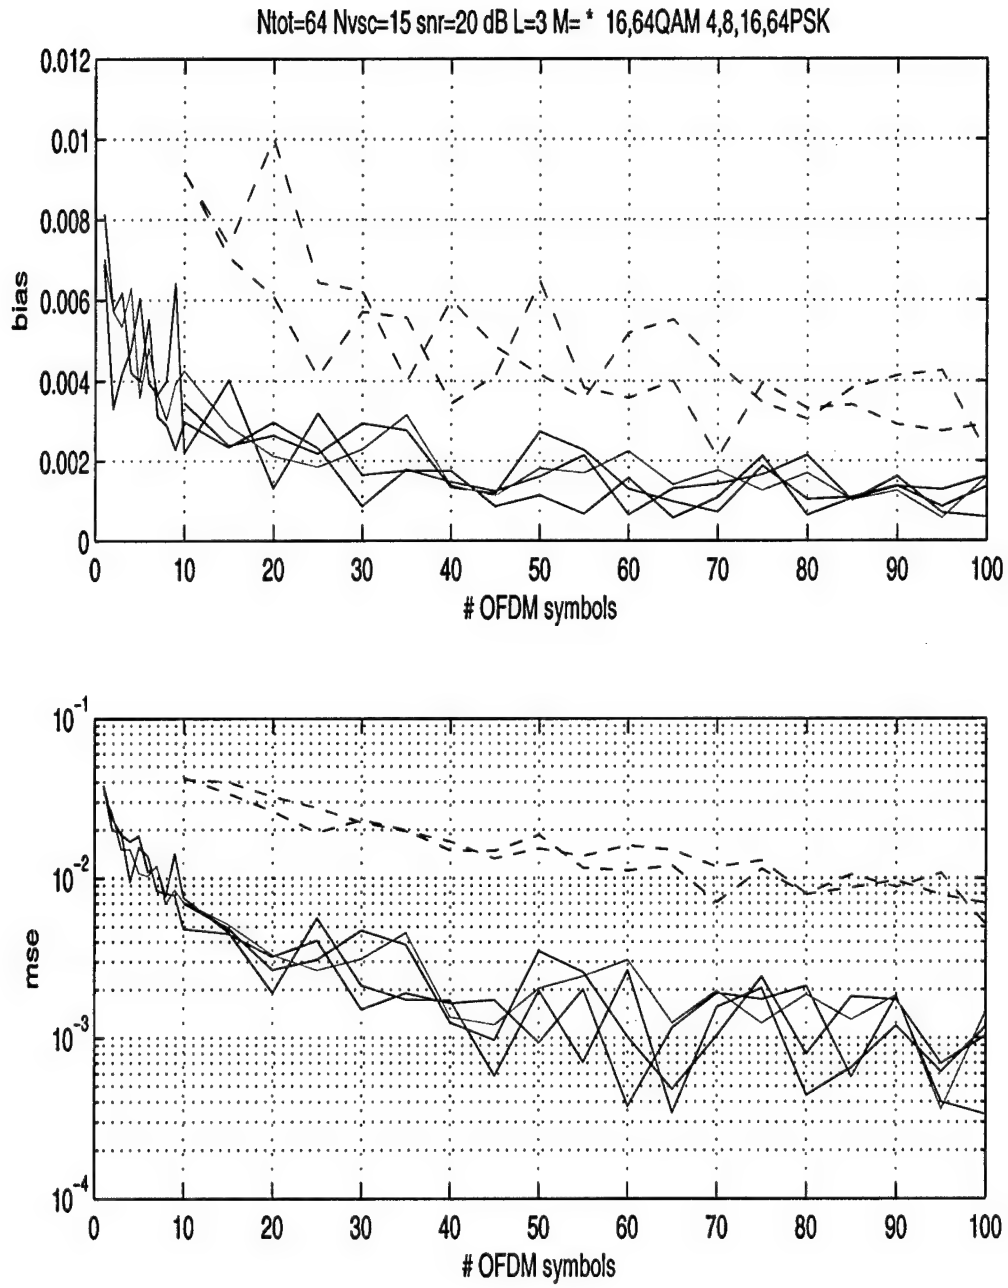 Ntot=64 Nvsc=15 snr=20 dB L=3 M= * 16,64QAM 4,8,16,64PSK
0.012
0.01
0.008
0.006
0.004
0.002
0
bias
0 10 20 30 40 50 60 70 80 90 100
# OFDM symbols
10^-1
10^-2
10^-3
10^-4
mse
0 10 20 30 40 50 60 70 80 90 100
# OFDM symbols